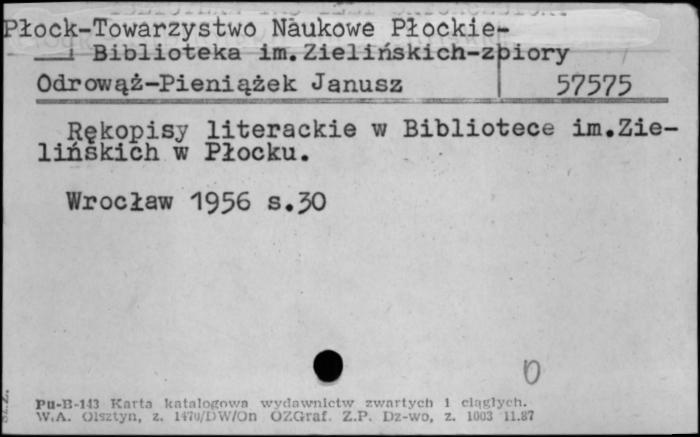 Płock-Towarzystwo Naukowe Płockie-
Biblioteka im.Zielińskich-zbiory
Odrowąż-Pieniążek Janusz 57575
Rękopisy literackie w Bibliotece im.Zie-
lińskich w Płocku.
Wrocław 1956 s.30
0
Pu-B-143 Karta katalogowa wydawnictw zwartych i ciągłych.
W.A. Olsztyn, z. 1470/DW/On OZGraf. Z.P. Dz-wo, z. 1003 11.87